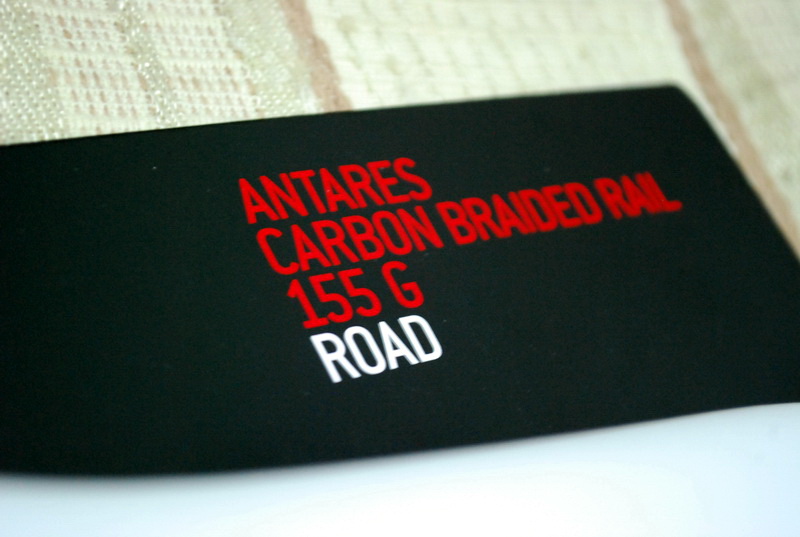 ANTARES
CARBON BRAIDED RAIL
155 G
ROAD